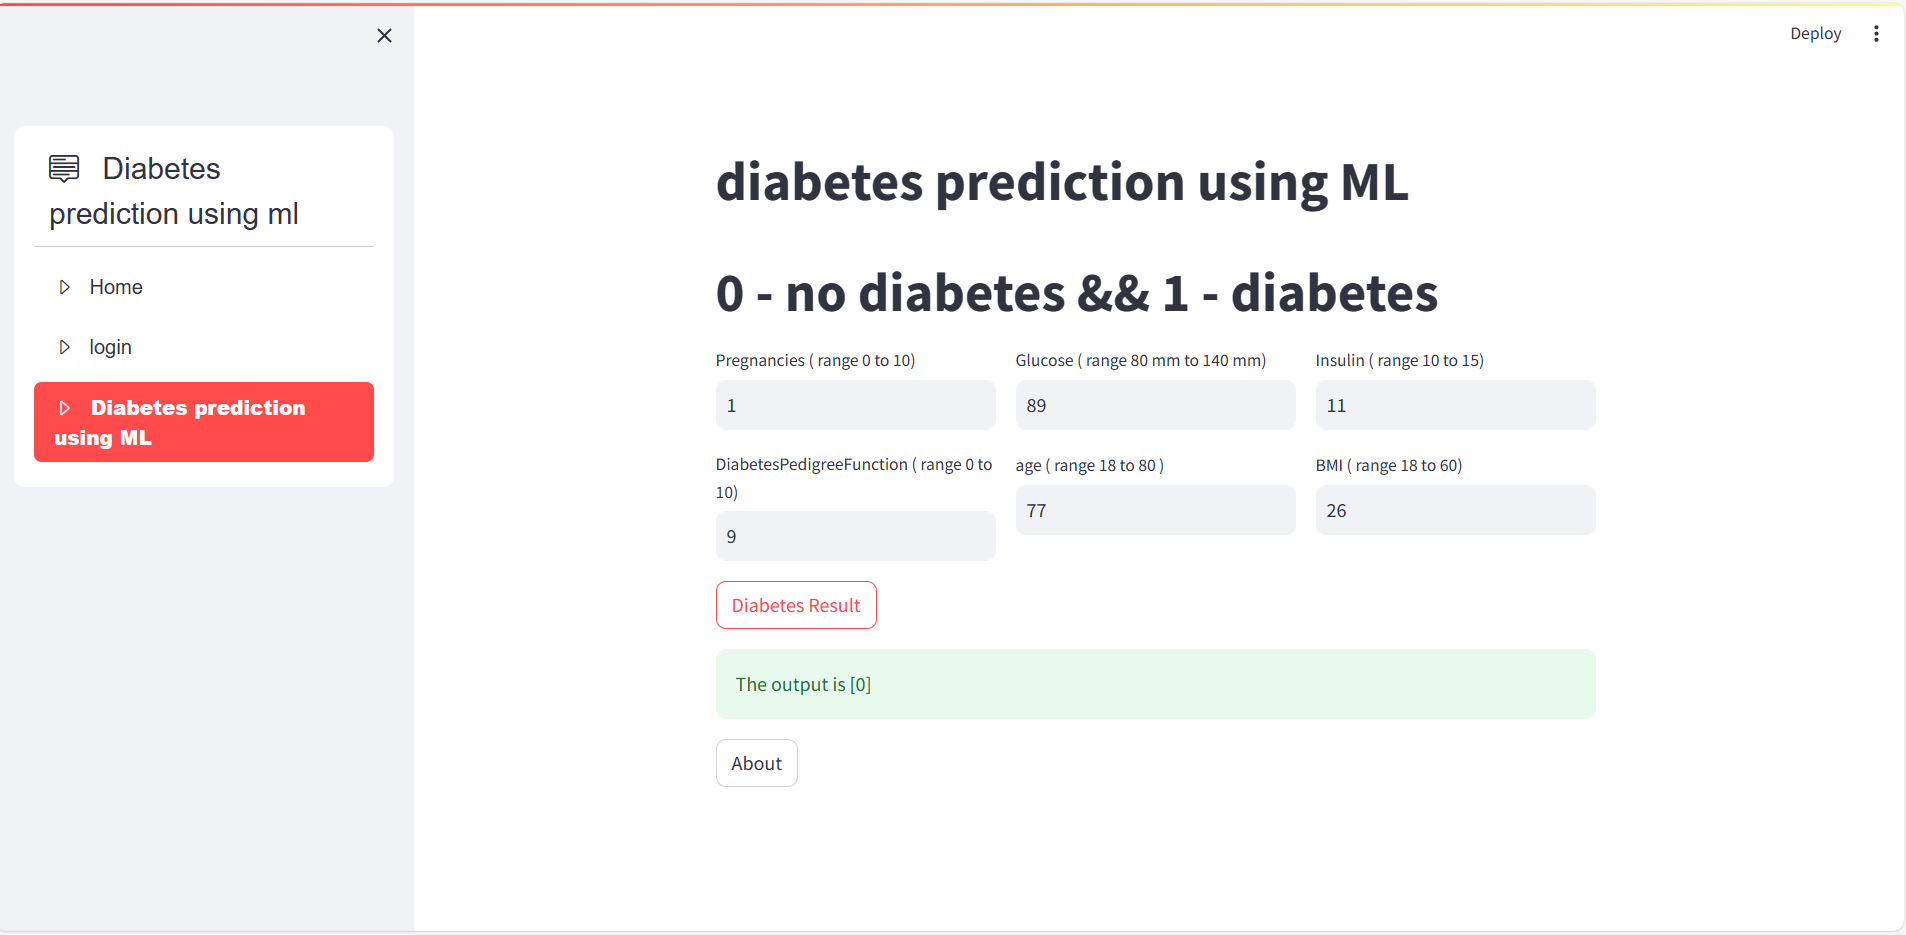 Deploy
Diabetes
prediction using ml
Home
login
Diabetes prediction
using ML
diabetes prediction using ML
0 - no diabetes && 1 - diabetes
Pregnancies ( range 0 to 10)
1
Glucose ( range 80 mm to 140 mm)
89
Insulin ( range 10 to 15)
11
DiabetesPedigreeFunction ( range 0 to
10)
9
age ( range 18 to 80 )
77
BMI ( range 18 to 60)
26
Diabetes Result
The output is [0]
About